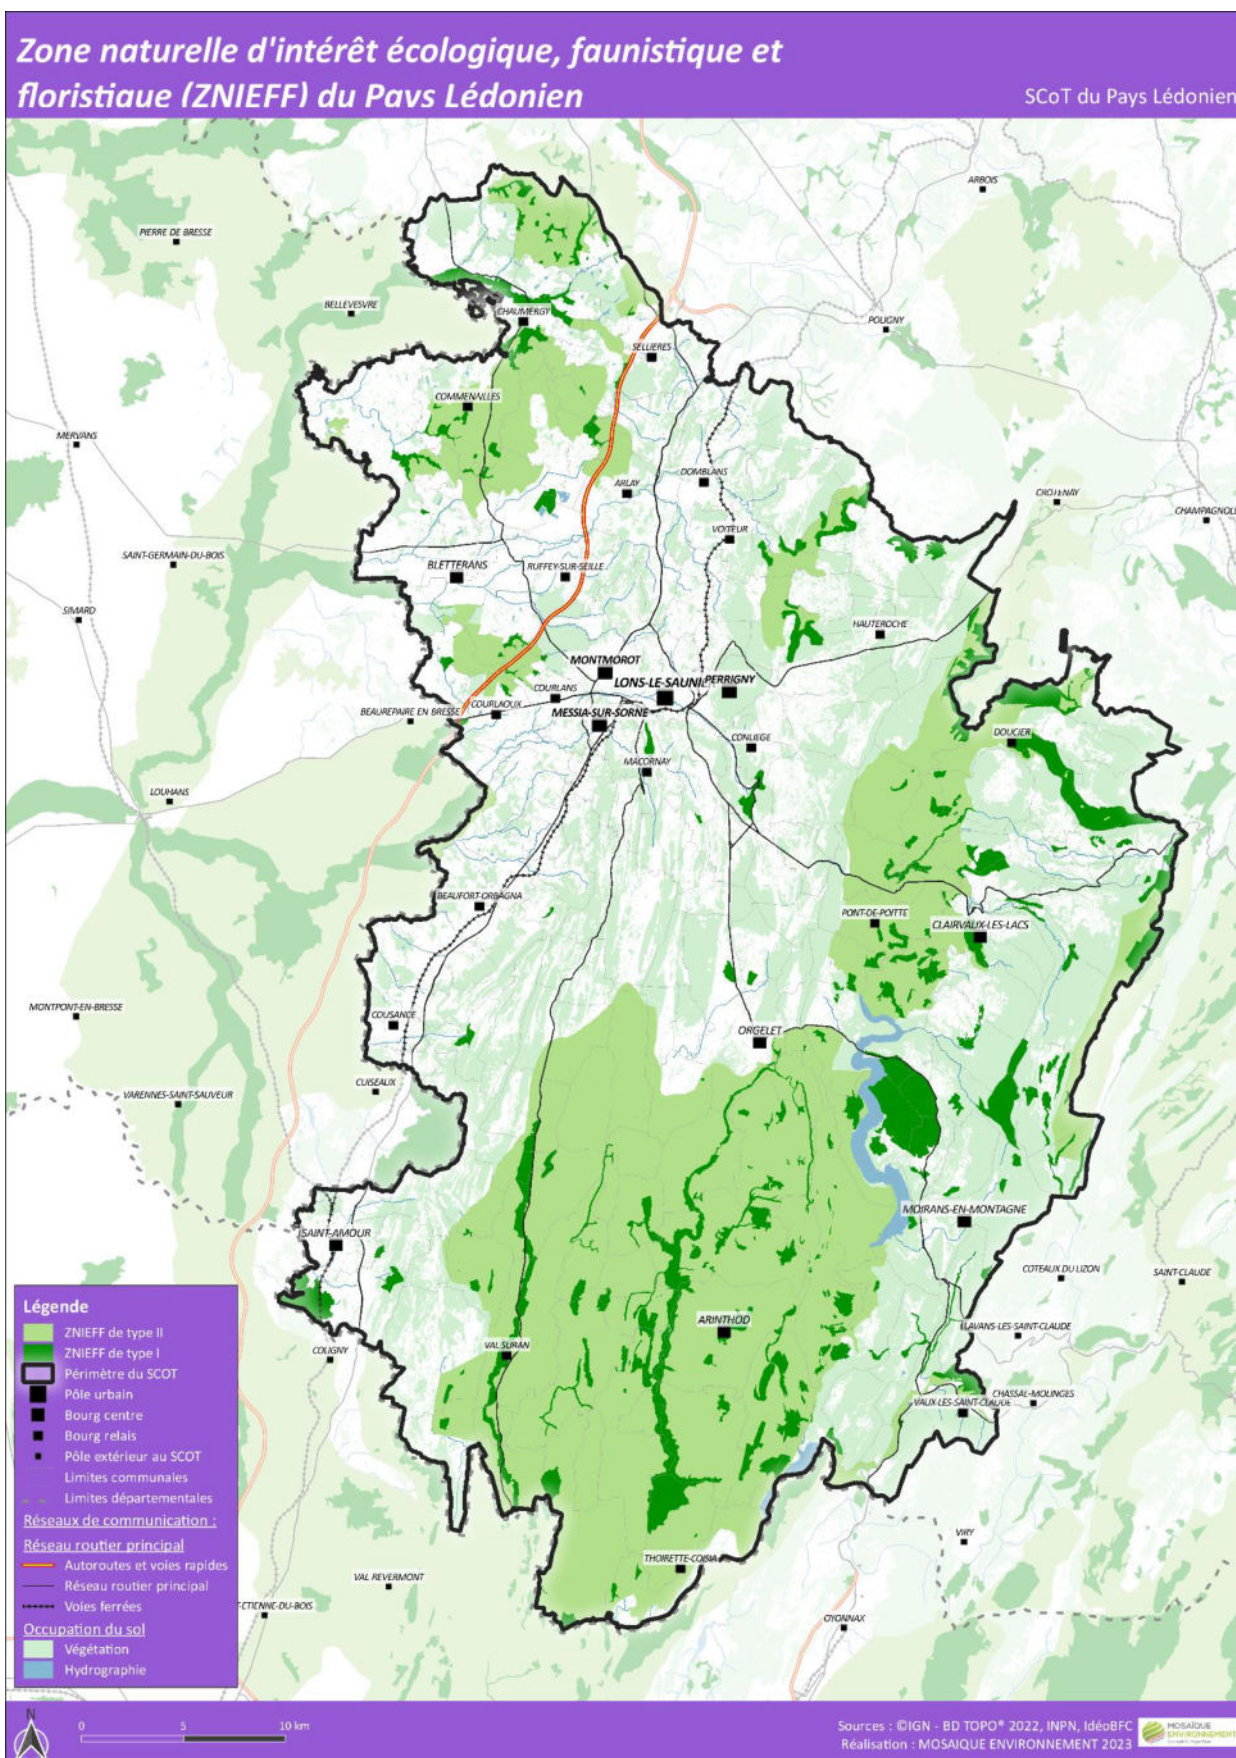 Zone naturelle d'intérêt écologique, faunistique et
floristique (ZNIEFF) du Pays Lédonien
SCoT du Pays Lédonien
ARBOIS
PIERRE DE BRESSE
BELLEVESVRE
CHAUMERGY
POLIGNY
SELLIERES
COMMENAILLES
MERVANS
DOMBLANS
ARLAY
CROTENAY
CHAMPAGNOLE
VOITEUR
SAINT-GERMAIN-DU-BOIS
BLETTERANS
RUFFEY-SUR-SEILLE
SIMARD
HAUTEROCHE
MONTMOROT
LONS-LE-SAUNI
PERRIGNY
COURLANS
COURLAOUX
BEAUREPAIRE EN BRESSE
MESSIA-SUR-SORNE
DOUCIER
CONLIEGE
MACORNAY
LOUHANS
BEAUFORT-ORBAGNA
PONT-DE-POITTE
CLAIRVAUX-LES-LACS
MONTPONT-EN-BRESSE
COUSANCE
ORGELET
CUISEAUX
VARENNES-SAINT-SAUVEUR
MOIRANS-EN-MONTAGNE
SAINT-AMOUR
COTEAUX DU LIZON
SAINT-CLAUDE
ARINTHOD
LAVANS-LES-SAINT-CLAUDE
VAL SURAN
COLIGNY
CHASSAL-MOLINGES
VAUX-LES-SAINT-CLAUDE
VIRY
THOIRETTE-COISIA
VAL REVERMONT
T-ETIENNE-DU-BOIS
OYONNAX
Légende
ZNIEFF de type II
ZNIEFF de type I
Périmètre du SCOT
Pôle urbain
Bourg centre
Bourg relais
Pôle extérieur au SCOT
Limites communales
Limites départementales
Réseaux de communication :
Réseau routier principal
Autoroutes et voies rapides
Réseau routier principal
Voies ferrées
Occupation du sol
Végétation
Hydrographie
N
0 5 10 km
Sources : ©IGN - BD TOPO® 2022, INPN, IdéoBFC
Réalisation : MOSAIQUE ENVIRONNEMENT 2023
MOSAÏQUE
ENVIRONNEMENT